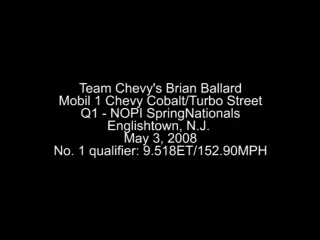 Team Chevy's Brian Ballard
Mobil 1 Chevy Cobalt/Turbo Street
Q1 - NOPI SpringNationals
Englishtown, N.J.
May 3, 2008
No. 1 qualifier: 9.518ET/152.90MPH